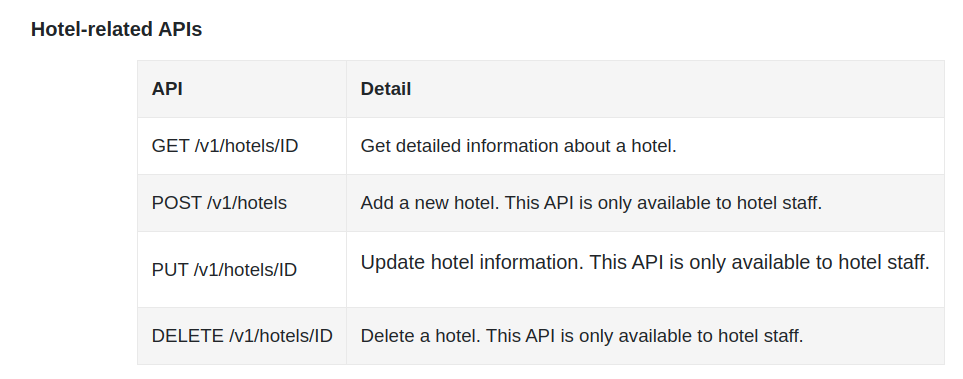 Hotel-related APIs
API Detail
GET /v1/hotels/ID Get detailed information about a hotel.
POST /v1/hotels Add a new hotel. This API is only available to hotel staff.
PUT /v1/hotels/ID Update hotel information. This API is only available to hotel staff.
DELETE /v1/hotels/ID Delete a hotel. This API is only available to hotel staff.